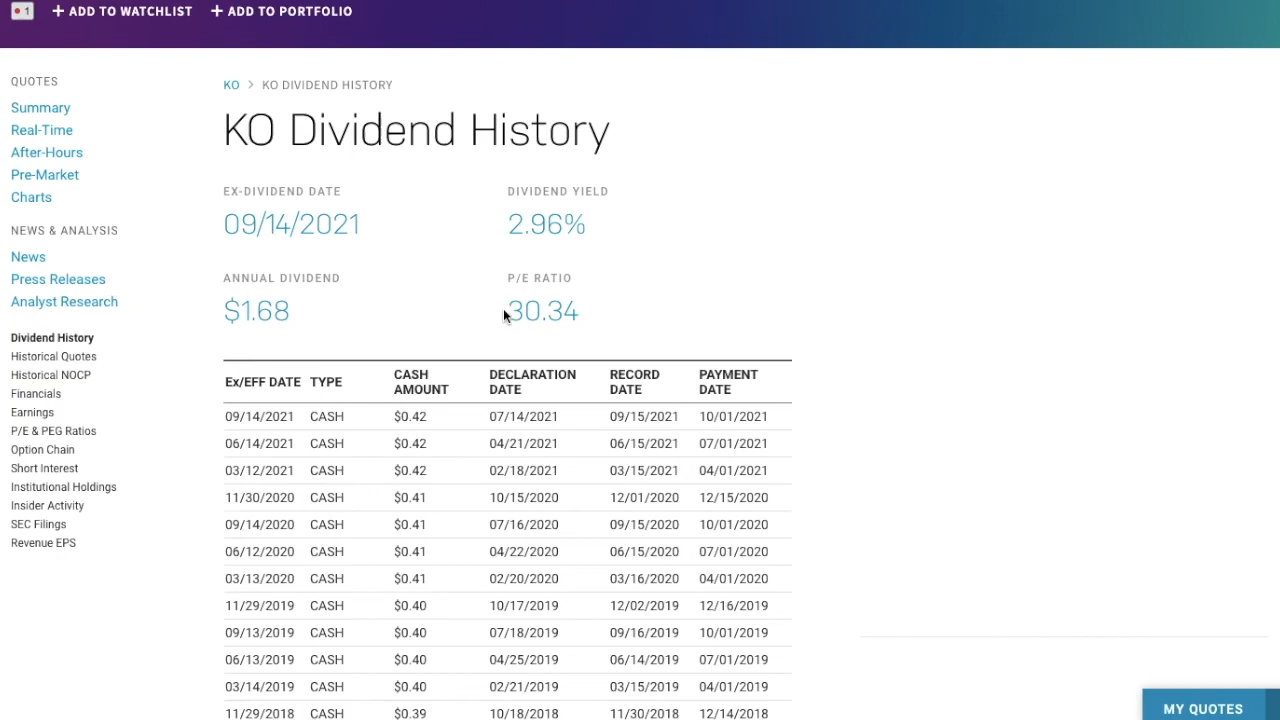 1 + ADD TO WATCHLIST + ADD TO PORTFOLIO
QUOTES
Summary
Real-Time
After-Hours
Pre-Market
Charts
NEWS & ANALYSIS
News
Press Releases
Analyst Research
Dividend History
Historical Quotes
Historical NOCP
Financials
Earnings
P/E & PEG Ratios
Option Chain
Short Interest
Institutional Holdings
Insider Activity
SEC Filings
Revenue EPS
KO > KO DIVIDEND HISTORY
KO Dividend History
EX-DIVIDEND DATE
09/14/2021
DIVIDEND YIELD
2.96%
ANNUAL DIVIDEND
$1.68
P/E RATIO
30.34
Ex/EFF DATE TYPE CASH AMOUNT DECLARATION DATE RECORD DATE PAYMENT DATE
09/14/2021 CASH $0.42 07/14/2021 09/15/2021 10/01/2021
06/14/2021 CASH $0.42 04/21/2021 06/15/2021 07/01/2021
03/12/2021 CASH $0.42 02/18/2021 03/15/2021 04/01/2021
11/30/2020 CASH $0.41 10/15/2020 12/01/2020 12/15/2020
09/14/2020 CASH $0.41 07/16/2020 09/15/2020 10/01/2020
06/12/2020 CASH $0.41 04/22/2020 06/15/2020 07/01/2020
03/13/2020 CASH $0.41 02/20/2020 03/16/2020 04/01/2020
11/29/2019 CASH $0.40 10/17/2019 12/02/2019 12/16/2019
09/13/2019 CASH $0.40 07/18/2019 09/16/2019 10/01/2019
06/13/2019 CASH $0.40 04/25/2019 06/14/2019 07/01/2019
03/14/2019 CASH $0.40 02/21/2019 03/15/2019 04/01/2019
11/29/2018 CASH $0.39 10/18/2018 11/30/2018 12/14/2018
MY QUOTES